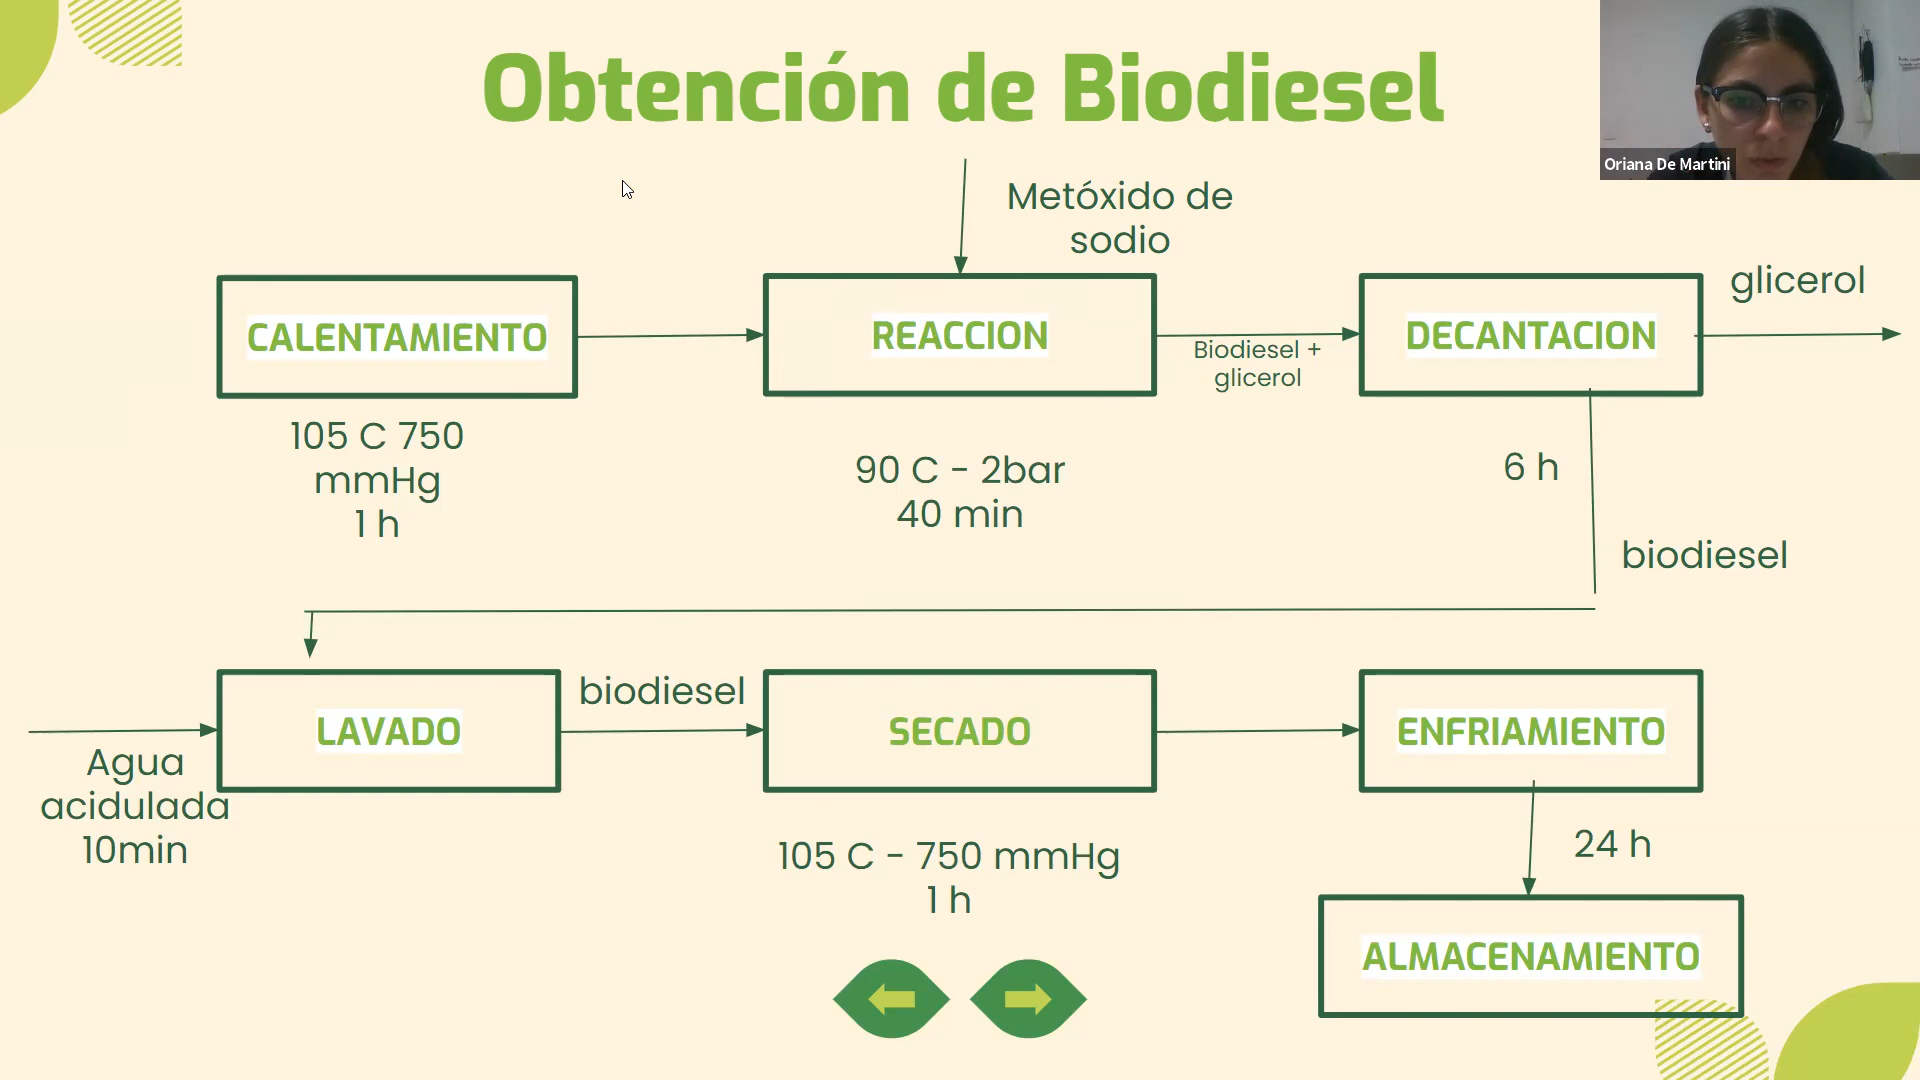 Obtención de Biodiesel
Oriana De Martini
Metóxido de
sodio
CALENTAMIENTO
REACCION
Biodiesel +
glicerol
DECANTACION
glicerol
105 C 750
mmHg
1 h
90 C - 2bar
40 min
6 h
biodiesel
Agua
acidulada
10min
LAVADO
biodiesel
SECADO
ENFRIAMIENTO
105 C - 750 mmHg
1 h
24 h
ALMACENAMIENTO